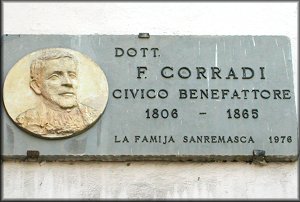 DOTT.
F CORRADI
CIVICO BENEFATTORE
1806 - 1865
LA FAMIJA SANREMASCA 1976